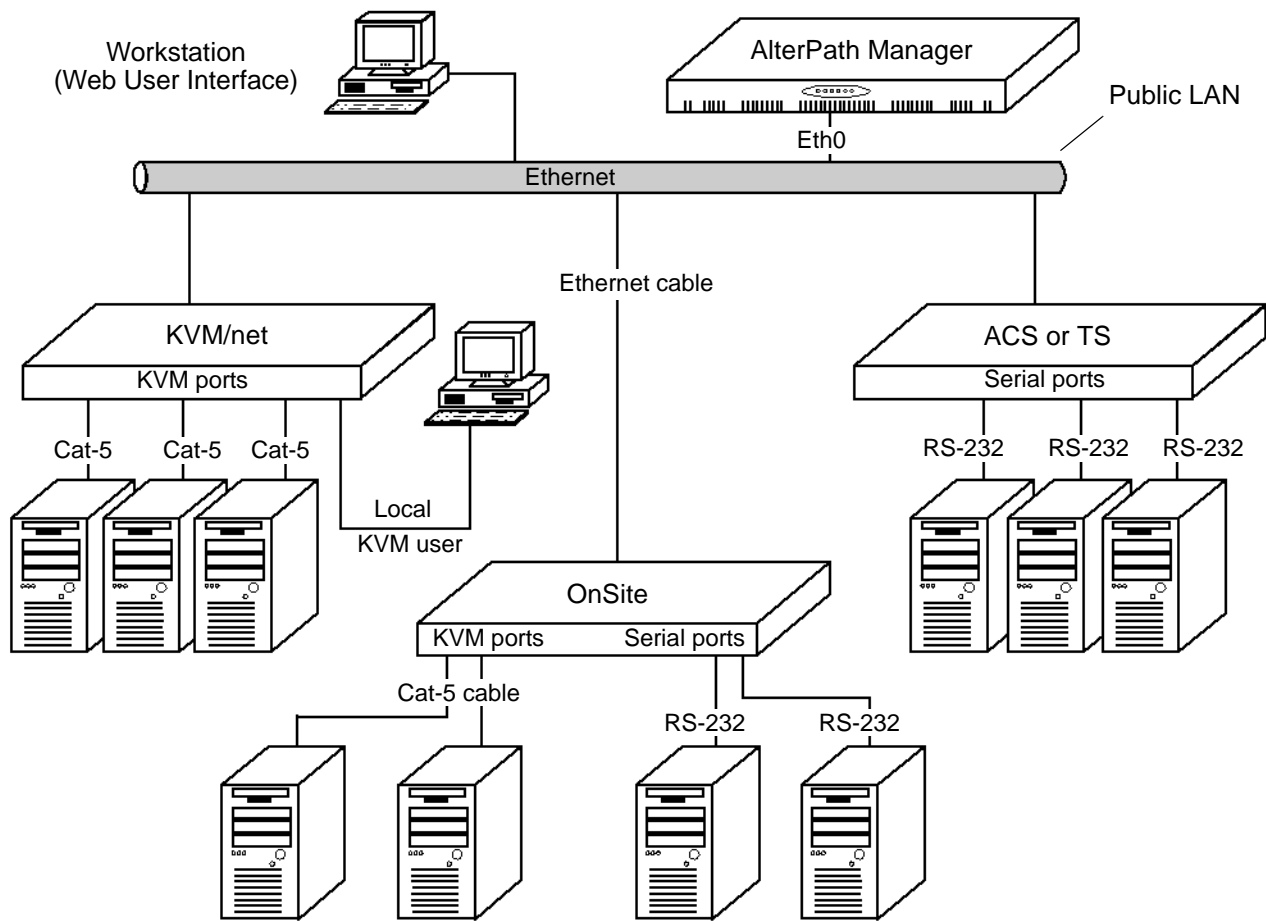 Workstation
(Web User Interface)
AlterPath Manager
Public LAN
Eth0
Ethernet
Ethernet cable
KVM/net
KVM ports
ACS or TS
Serial ports
Cat-5
Cat-5
Cat-5
RS-232
RS-232
RS-232
Local
KVM user
OnSite
KVM ports
Serial ports
Cat-5 cable
RS-232
RS-232